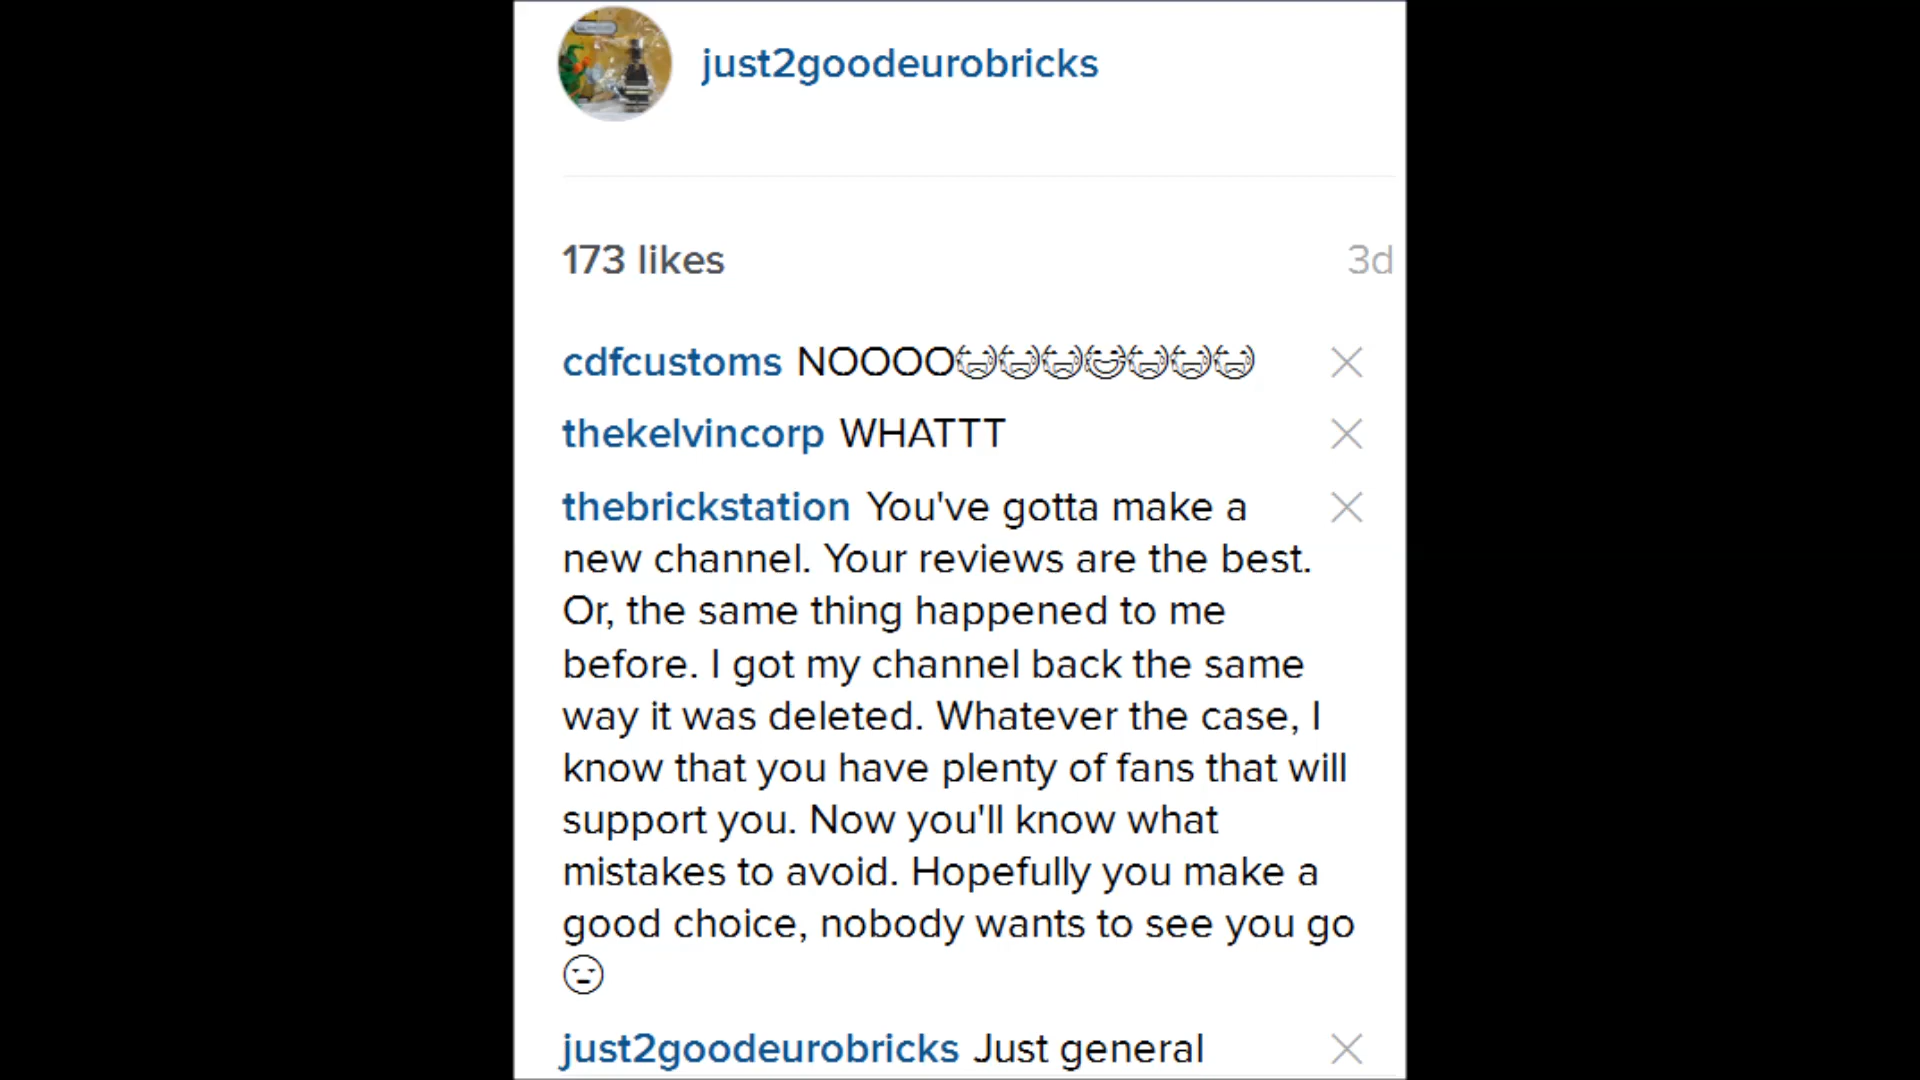 just2goodeurobricks
173 likes 3d
cdfcustoms NOOOO😭😭😭😂😭😭😭
thekelvincorp WHATTT
thebrickstation You've gotta make a
new channel. Your reviews are the best.
Or, the same thing happened to me
before. I got my channel back the same
way it was deleted. Whatever the case, I
know that you have plenty of fans that will
support you. Now you'll know what
mistakes to avoid. Hopefully you make a
good choice, nobody wants to see you go
😑
just2goodeurobricks Just general